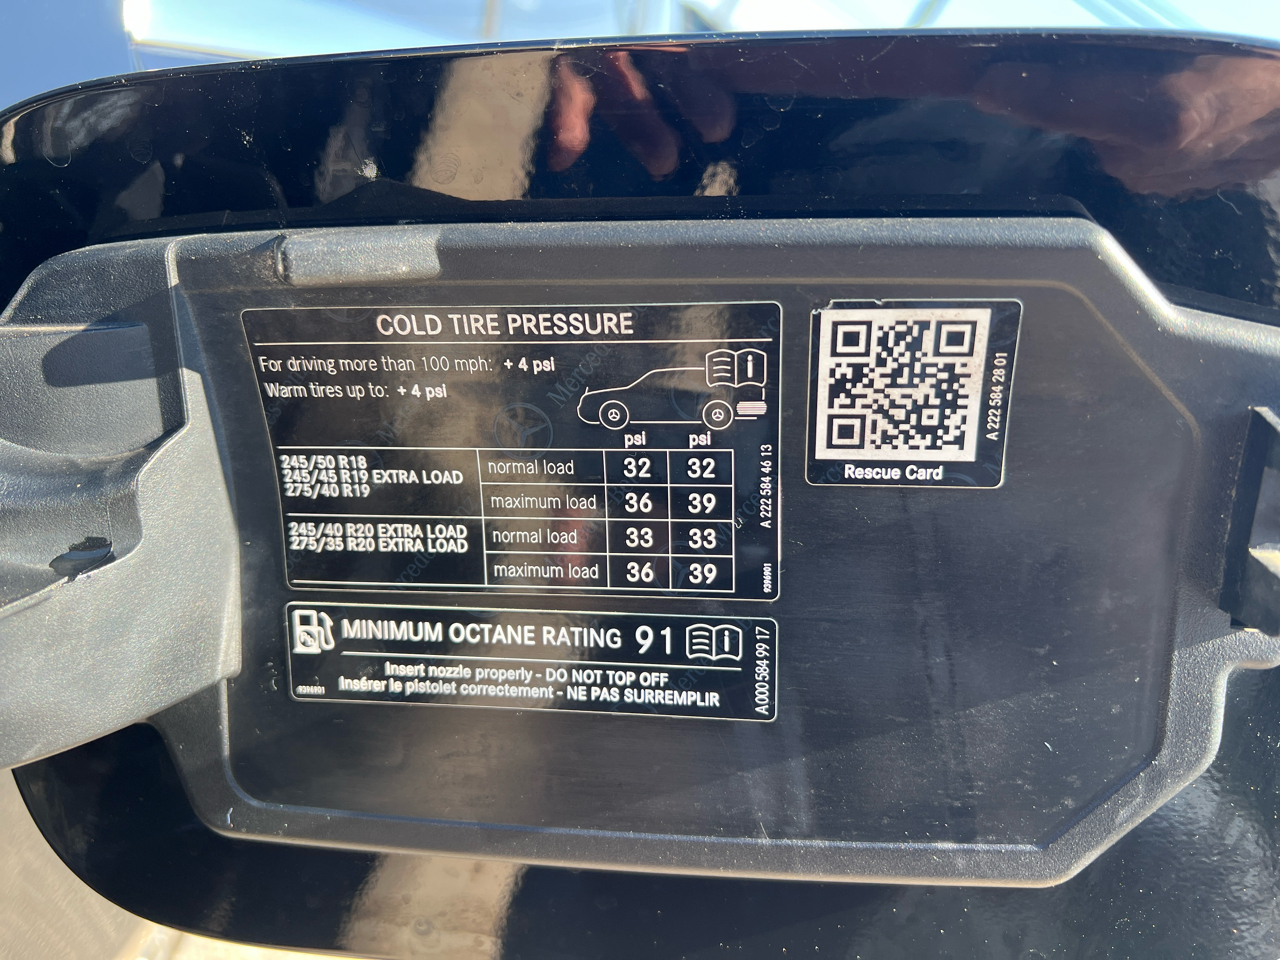 COLD TIRE PRESSURE
For driving more than 100 mph: + 4 psi
Warm tires up to: + 4 psi
psi psi
245/50 R18
245/45 R19 EXTRA LOAD
275/40 R19
normal load 32 32
maximum load 36 39
245/40 R20 EXTRA LOAD
275/35 R20 EXTRA LOAD
normal load 33 33
maximum load 36 39
A 222 584 46 13
9396901
MINIMUM OCTANE RATING 91
Insert nozzle properly - DO NOT TOP OFF
Insérer le pistolet correctement - NE PAS SURREMPLIR
9396901
A 000 584 99 17
Rescue Card
A 222 584 28 01